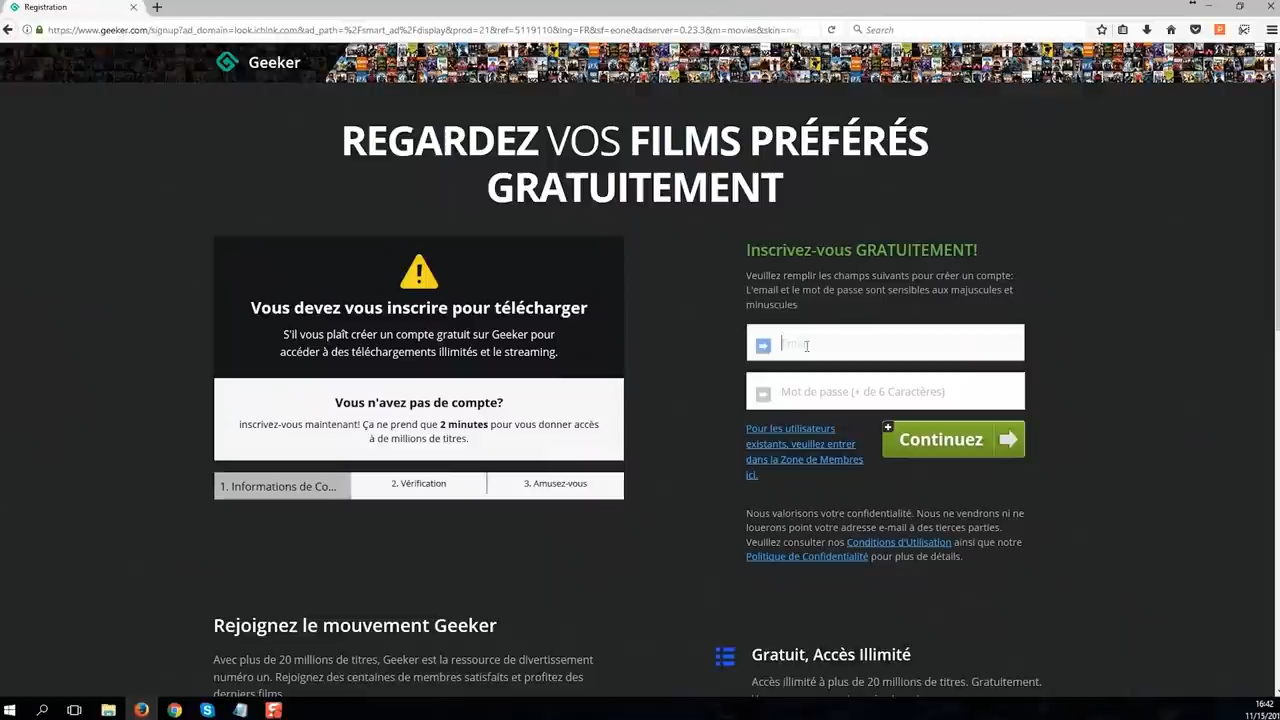 Registration
https://www.geeker.com/signup?ad_domain=look.ichlnk.com&ad_path=%2Fsmart_ad%2Fdisplay&prod=21&ref=5119110&lng=FR&sf=eone&adserver=0.23.3&m=movies&skin=
Search
Geeker
REGARDEZ VOS FILMS PRÉFÉRÉS
GRATUITEMENT
Vous devez vous inscrire pour télécharger
S'il vous plaît créer un compte gratuit sur Geeker pour
accéder à des téléchargements illimités et le streaming.
Vous n'avez pas de compte?
inscrivez-vous maintenant! Ça ne prend que 2 minutes pour vous donner accès
à de millions de titres.
1. Informations de Co...
2. Vérification
3. Amusez-vous
Inscrivez-vous GRATUITEMENT!
Veuillez remplir les champs suivants pour créer un compte:
L'email et le mot de passe sont sensibles aux majuscules et
minuscules
Mot de passe (+ de 6 Caractères)
Pour les utilisateurs
existants, veuillez entrer
dans la Zone de Membres
ici.
Continuez
Nous valorisons votre confidentialité. Nous ne vendrons ni ne
louerons point votre adresse e-mail à des tierces parties.
Veuillez consulter nos Conditions d'Utilisation ainsi que notre
Politique de Confidentialité pour plus de détails.
Rejoignez le mouvement Geeker
Avec plus de 20 millions de titres, Geeker est la ressource de divertissement
numéro un. Rejoignez des centaines de membres satisfaits et profitez des
derniers films.
Gratuit, Accès Illimité
Accès illimité à plus de 20 millions de titres. Gratuitement.
16:42
11/15/201